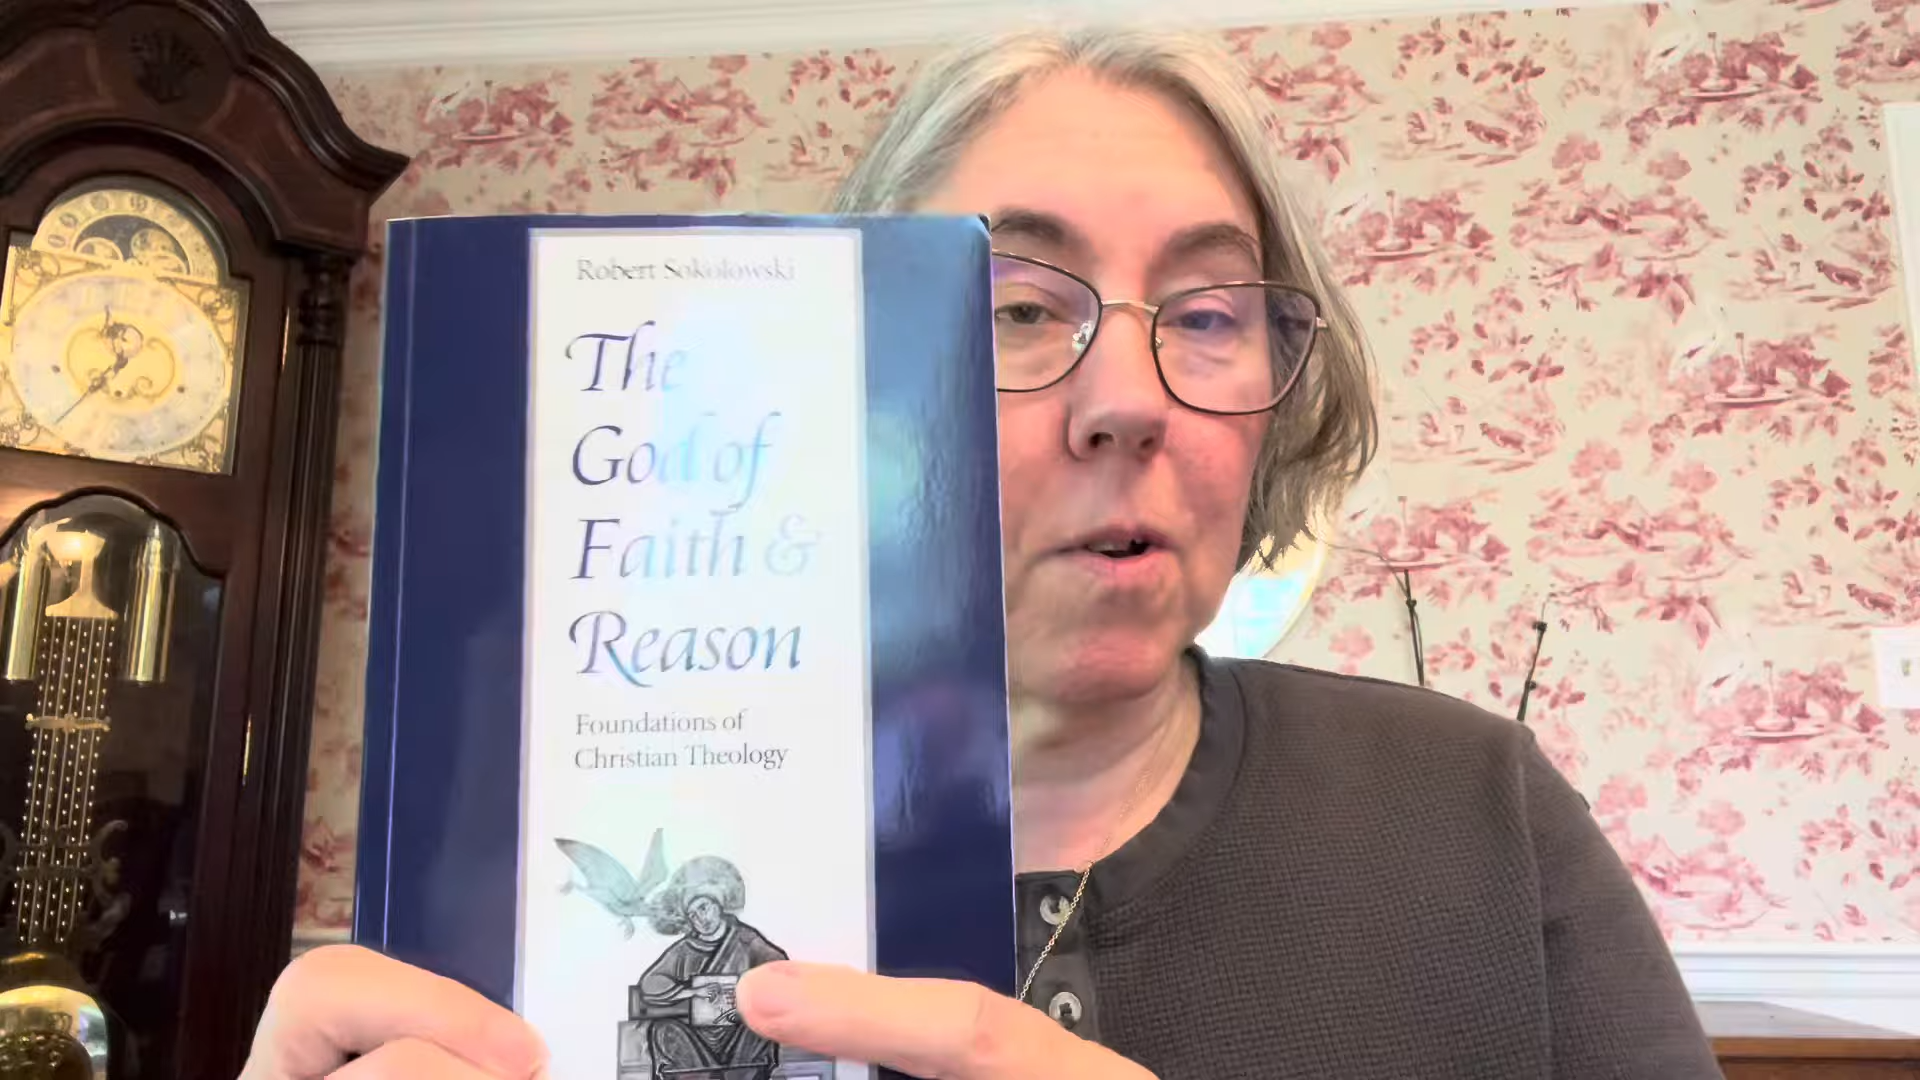 Robert Sokolowski
The
God of
Faith &
Reason
Foundations of
Christian Theology